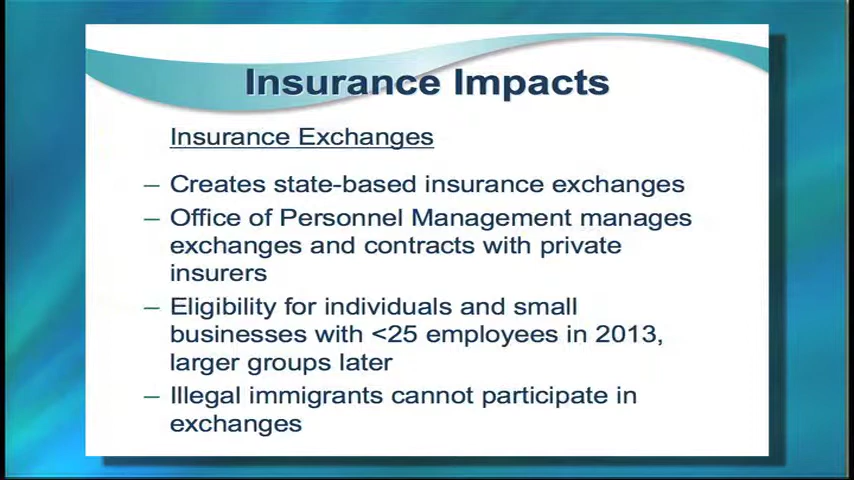 Insurance Impacts
Insurance Exchanges
– Creates state-based insurance exchanges
– Office of Personnel Management manages
exchanges and contracts with private
insurers
– Eligibility for individuals and small
businesses with <25 employees in 2013,
larger groups later
– Illegal immigrants cannot participate in
exchanges